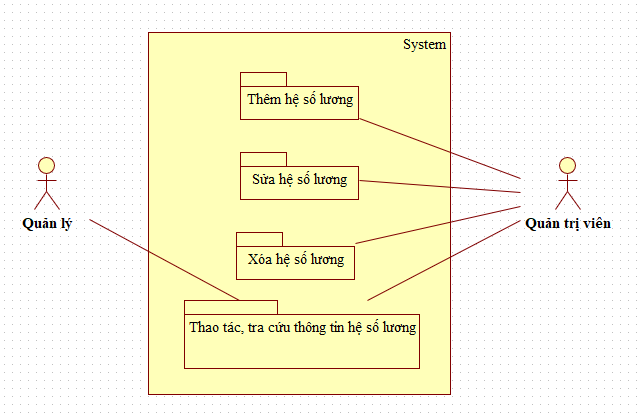 System
Thêm hệ số lương
Sửa hệ số lương
Quản lý
Quản trị viên
Xóa hệ số lương
Thao tác, tra cứu thông tin hệ số lương